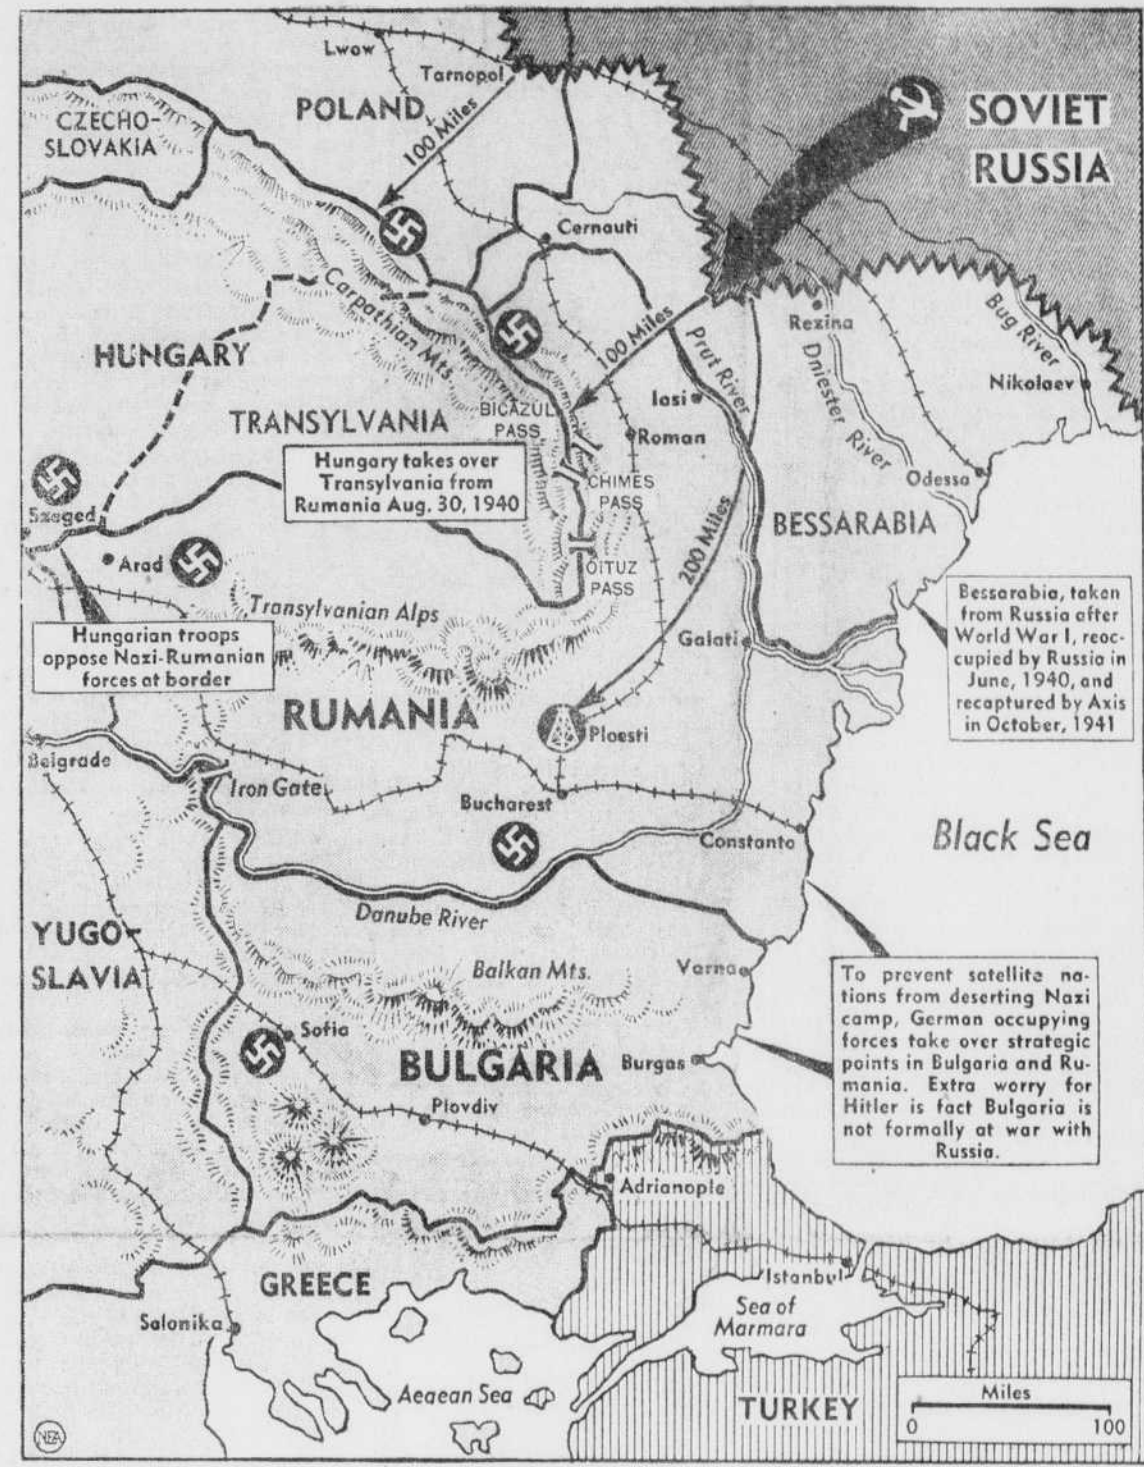 Lwow
Tarnopol
POLAND
CZECHO-
SLOVAKIA
100 Miles
SOVIET
RUSSIA
Cernauti
Carpathian Mts.
HUNGARY
100 Miles
Prut River
Rezina
Dniester River
Bug River
Nikolaev
Iasi
Roman
TRANSYLVANIA
BICAZUL
PASS
Hungary takes over
Transylvania from
Rumania Aug. 30, 1940
CHIMES
PASS
Odessa
Szeged
BESSARABIA
200 Miles
Arad
OITUZ
PASS
Transylvanian Alps
Bessarabia, taken
from Russia after
World War I, reoc-
cupied by Russia in
June, 1940, and
recaptured by Axis
in October, 1941
Hungarian troops
oppose Nazi-Rumanian
forces at border
Galati
RUMANIA
Ploesti
Belgrade
Iron Gate
Bucharest
Constanta
Black Sea
Danube River
YUGO-
SLAVIA
Balkan Mts.
Varna
To prevent satellite na-
tions from deserting Nazi
camp, German occupying
forces take over strategic
points in Bulgaria and Ru-
mania. Extra worry for
Hitler is fact Bulgaria is
not formally at war with
Russia.
Sofia
BULGARIA
Burgas
Plovdiv
Adrianople
GREECE
Istanbul
Salonika
Sea of
Marmara
Aegean Sea
TURKEY
Miles
0 100
NEA